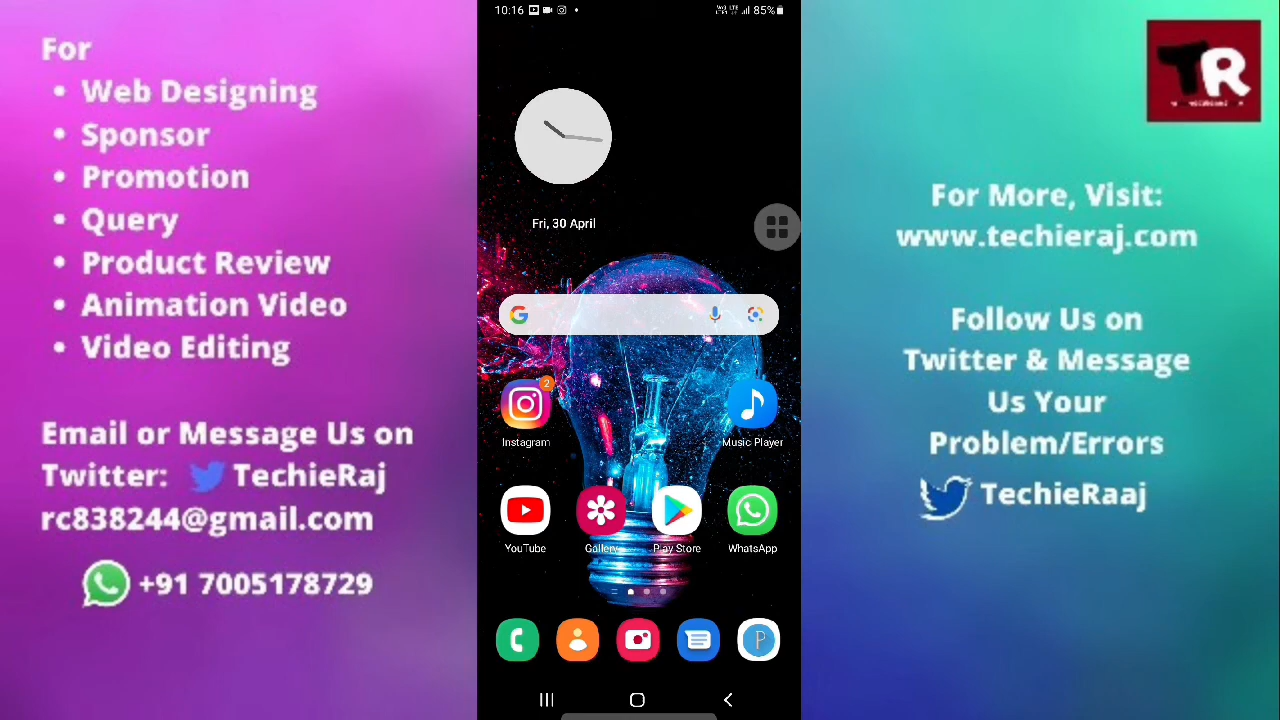 For
• Web Designing
• Sponsor
• Promotion
• Query
• Product Review
• Animation Video
• Video Editing
Email or Message Us on
Twitter: TechieRaj
rc838244@gmail.com
+91 7005178729
10:16
LTE
85%
Fri, 30 April
Instagram
2
Music Player
YouTube
Gallery
Play Store
WhatsApp
P
TR
For More, Visit:
www.techieraj.com
Follow Us on
Twitter & Message
Us Your
Problem/Errors
TechieRaaj